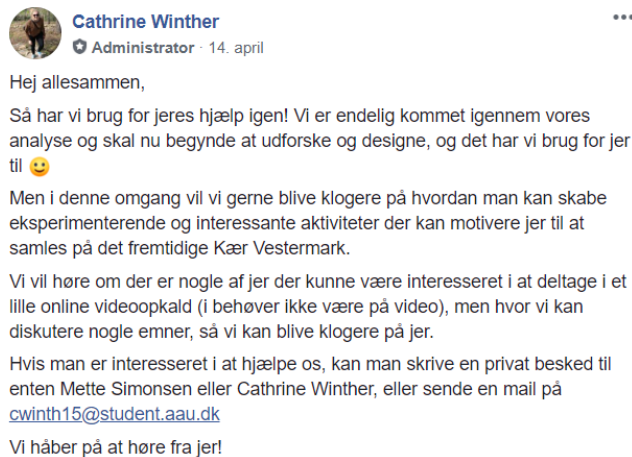 Cathrine Winther
Administrator · 14. april
Hej allesammen,
Så har vi brug for jeres hjælp igen! Vi er endelig kommet igennem vores
analyse og skal nu begynde at udforske og designe, og det har vi brug for jer
til 🙂
Men i denne omgang vil vi gerne blive klogere på hvordan man kan skabe
eksperimenterende og interessante aktiviteter der kan motivere jer til at
samles på det fremtidige Kær Vestermark.
Vi vil høre om der er nogle af jer der kunne være interesseret i at deltage i et
lille online videoopkald (i behøver ikke være på video), men hvor vi kan
diskutere nogle emner, så vi kan blive klogere på jer.
Hvis man er interesseret i at hjælpe os, kan man skrive en privat besked til
enten Mette Simonsen eller Cathrine Winther, eller sende en mail på
cwinth15@student.aau.dk
Vi håber på at høre fra jer!